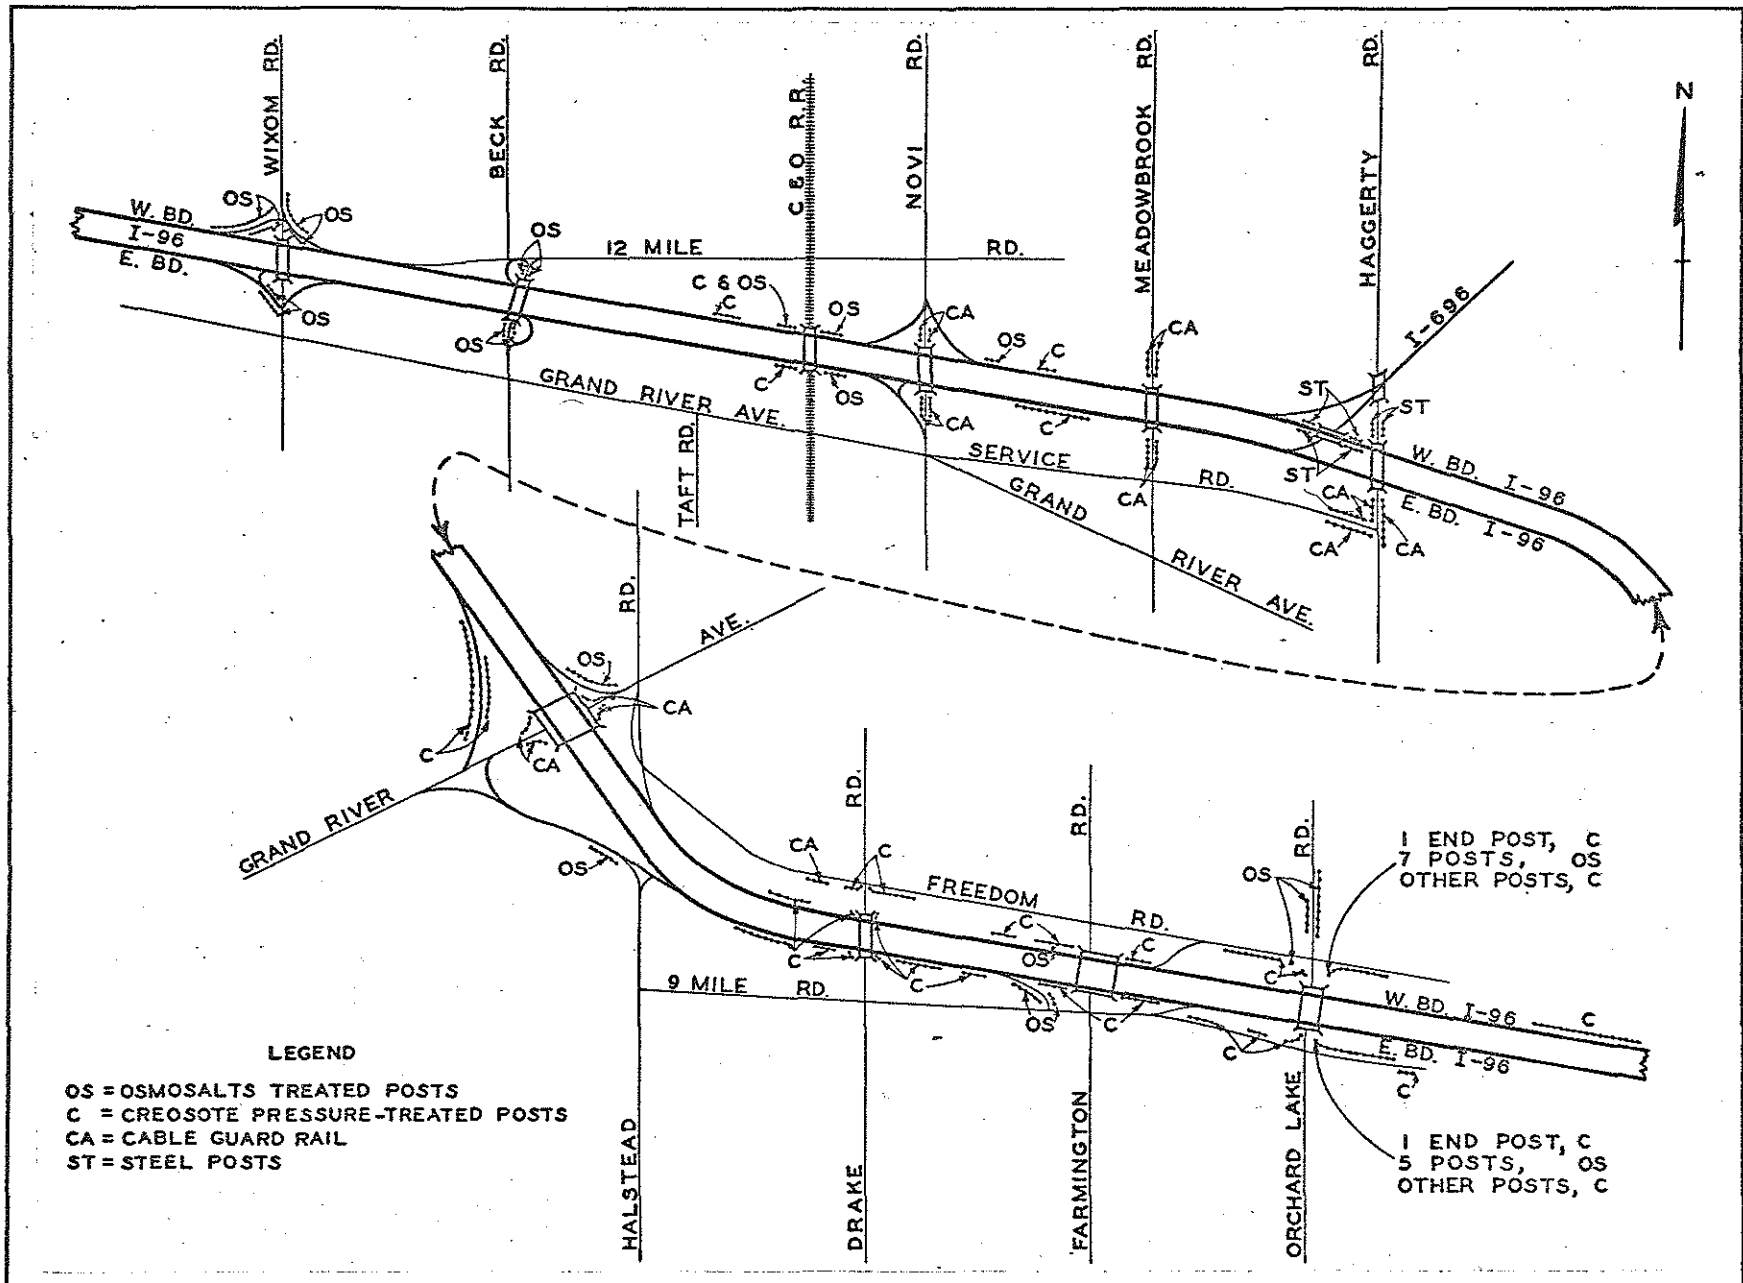 WIXOM RD.
BECK RD.
C & O R.R.
NOVI RD.
MEADOWBROOK RD.
HAGGERTY RD.
N
OS
OS
W. BD.
I-96
E. BD.
OS
OS
OS
12 MILE RD.
C & OS
C
OS
CA
OS
C
CA
I-696
C
OS
GRAND RIVER AVE.
TAFT RD.
CA
C
SERVICE RD.
GRAND RIVER AVE.
CA
ST
ST
ST
W. BD. I-96
E. BD. I-96
CA
CA
CA
RD.
AVE.
OS
CA
C
CA
GRAND RIVER
OS
RD.
CA
C
FREEDOM RD.
RD.
RD.
OS
1 END POST, C
7 POSTS, OS
OTHER POSTS, C
C
C
C
OS
C
C
9 MILE RD.
OS
C
C
C
W. BD. I-96
E. BD. I-96
C
C
LEGEND
OS = OSMOSALTS TREATED POSTS
C = CREOSOTE PRESSURE-TREATED POSTS
CA = CABLE GUARD RAIL
ST = STEEL POSTS
HALSTEAD
DRAKE
FARMINGTON
ORCHARD LAKE
1 END POST, C
5 POSTS, OS
OTHER POSTS, C